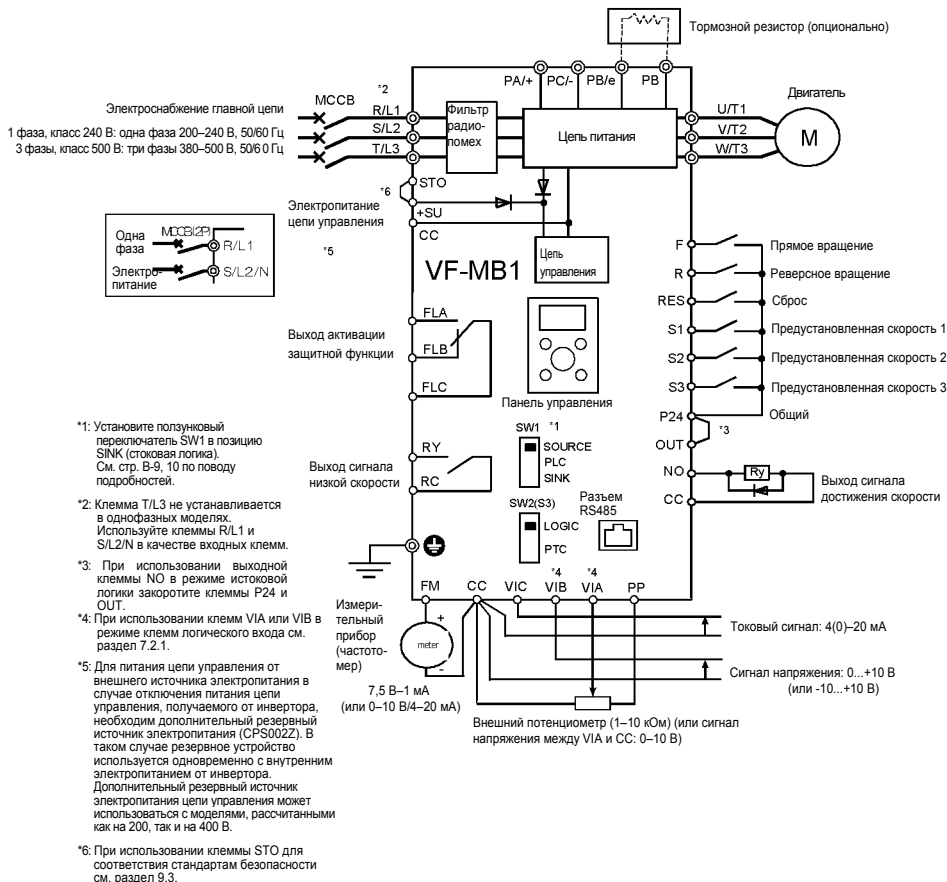 Тормозной резистор (опционально)
PA/+ PC/- PB/e PB
*2
MCCB
Электроснабжение главной цепи
1 фаза, класс 240 В: одна фаза 200–240 В, 50/60 Гц
3 фазы, класс 500 В: три фазы 380–500 В, 50/6 0 Гц
R/L1
S/L2
T/L3
Фильтр
радио-
помех
Цепь питания
U/T1
V/T2
W/T3
Двигатель
M
*6
STO
Электропитание
цепи управления
+SU
CC
*5
Цепь
управления
VF-MB1
Одна
фаза
MCCB(2P)
R/L1
Электро-
питание
S/L2/N
F Прямое вращение
R Реверсное вращение
RES Сброс
S1 Предустановленная скорость 1
S2 Предустановленная скорость 2
S3 Предустановленная скорость 3
P24 Общий
*3
OUT
NO
Ry
CC
Выход сигнала
достижения скорости
Выход активации
защитной функции
FLA
FLB
FLC
Панель управления
SW1 *1
SOURCE
PLC
SINK
Выход сигнала
низкой скорости
RY
RC
SW2(S3)
LOGIC
PTC
Разъем
RS485
*4 *4
FM CC VIC VIB VIA PP
Измери-
тельный
прибор
(частото-
мер)
+
meter
-
7,5 В–1 мА
(или 0–10 В/4–20 мА)
Токовый сигнал: 4(0)–20 мА
Сигнал напряжения: 0...+10 В
(или -10...+10 В)
Внешний потенциометр (1–10 кОм) (или сигнал
напряжения между VIA и CC: 0–10 В)
*1: Установите ползунковый
переключатель SW1 в позицию
SINK (стоковая логика).
См. стр. B-9, 10 по поводу
подробностей.
*2: Клемма T/L3 не устанавливается
в однофазных моделях.
Используйте клеммы R/L1 и
S/L2/N в качестве входных клемм.
*3: При использовании выходной
клеммы NO в режиме истоковой
логики закоротите клеммы P24 и
OUT.
*4: При использовании клемм VIA или VIB в
режиме клемм логического входа см.
раздел 7.2.1.
*5: Для питания цепи управления от
внешнего источника электропитания в
случае отключения питания цепи
управления, получаемого от инвертора,
необходим дополнительный резервный
источник электропитания (CPS002Z). В
таком случае резервное устройство
используется одновременно с внутренним
электропитанием от инвертора.
Дополнительный резервный источник
электропитания цепи управления может
использоваться с моделями, рассчитанными
как на 200, так и на 400 В.
*6: При использовании клеммы STO для
соответствия стандартам безопасности
см. раздел 9.3.